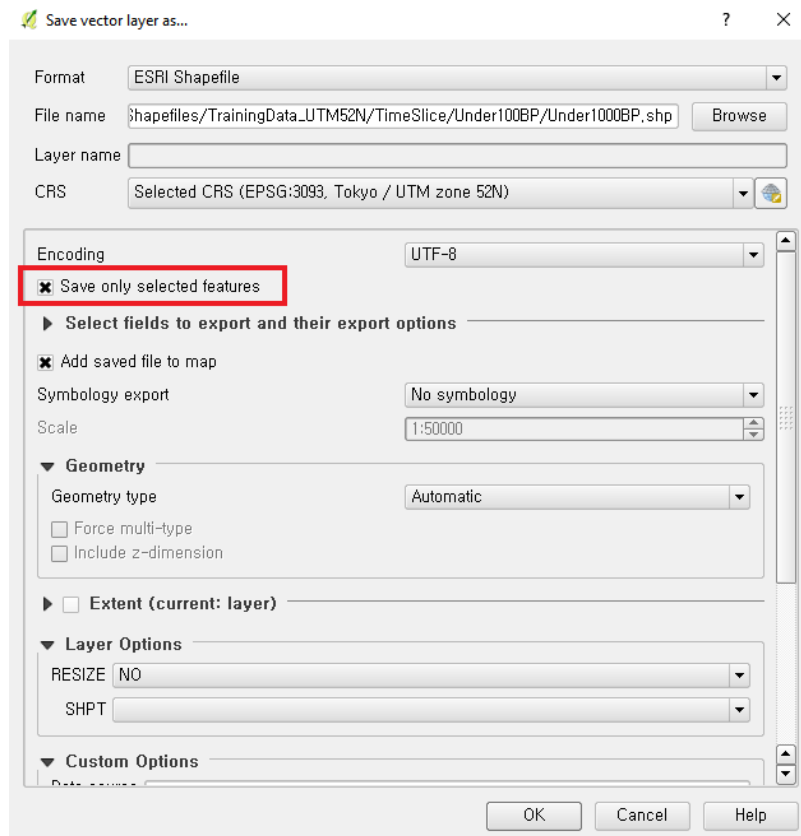 Save vector layer as...
?
Format ESRI Shapefile
File name Shapefiles/TrainingData_UTM52N/TimeSlice/Under100BP/Under1000BP.shp Browse
Layer name
CRS Selected CRS (EPSG:3093, Tokyo / UTM zone 52N)
Encoding UTF-8
Save only selected features
Select fields to export and their export options
Add saved file to map
Symbology export No symbology
Scale 1:50000
Geometry
Geometry type Automatic
Force multi-type
Include z-dimension
Extent (current: layer)
Layer Options
RESIZE NO
SHPT
Custom Options
OK Cancel Help